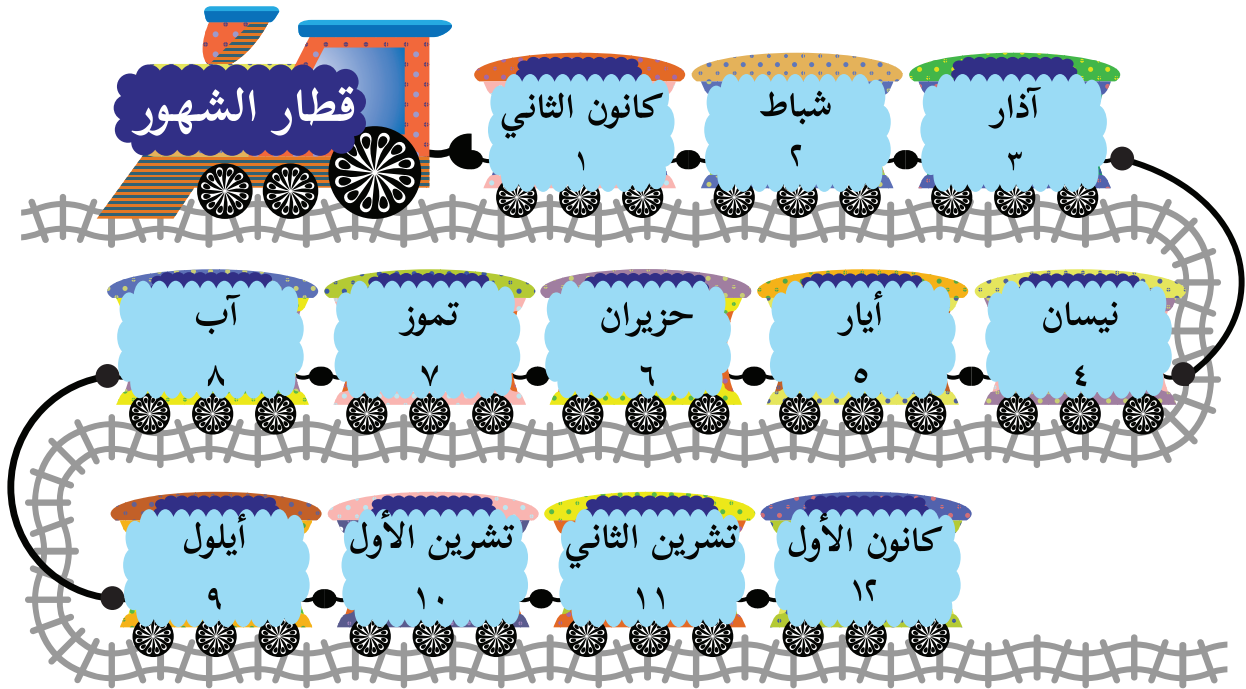 قطار الشهور
كانون الثاني
١
شباط
٢
آذار
٣
نيسان
٤
أيار
٥
حزيران
٦
تموز
٧
آب
٨
أيلول
٩
تشرين الأول
١٠
تشرين الثاني
١١
كانون الأول
١٢